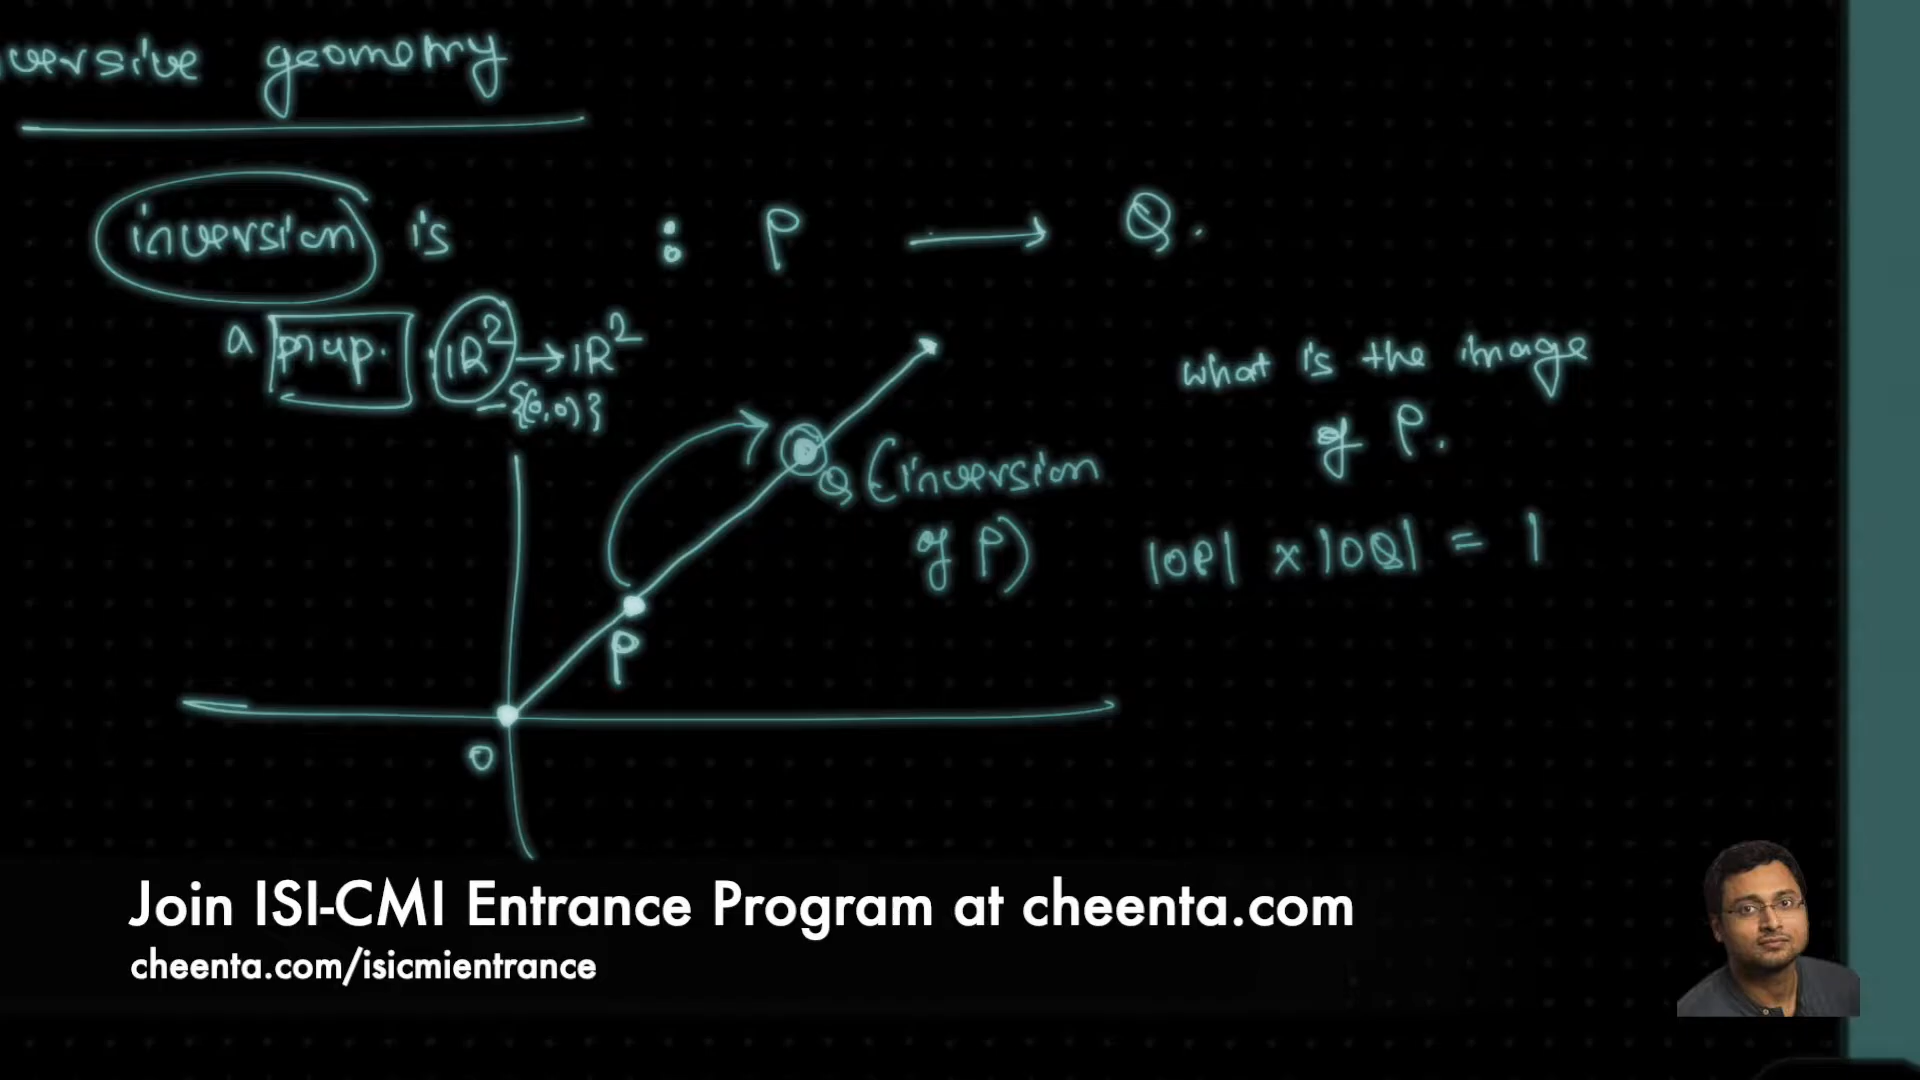 versive geometry
inversion is : P → Q.
a map. ℝ² → ℝ²
- {(0,0)}
what is the image
of P.
Q (inversion
of P)
|OP| × |OQ| = 1
P
O
Join ISI-CMI Entrance Program at cheenta.com
cheenta.com/isicmientrance